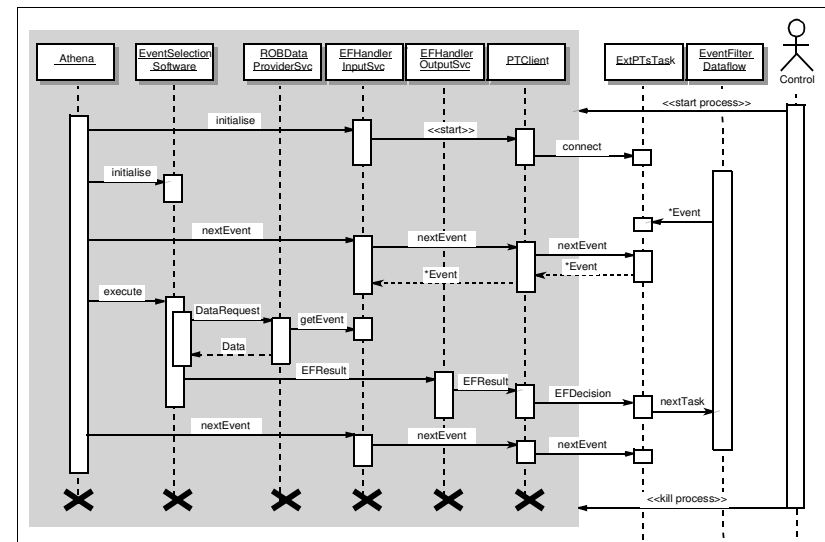 Athena
EventSelection
Software
ROBData
ProviderSvc
EFHandler
InputSvc
EFHandler
OutputSvc
PTClient
ExtPTsTask
EventFilter
Dataflow
Control
<<start process>>
initialise
<<start>>
connect
initialise
*Event
nextEvent
nextEvent
nextEvent
*Event
*Event
execute
DataRequest
getEvent
Data
EFResult
EFResult
EFDecision
nextTask
nextEvent
nextEvent
nextEvent
<<kill process>>